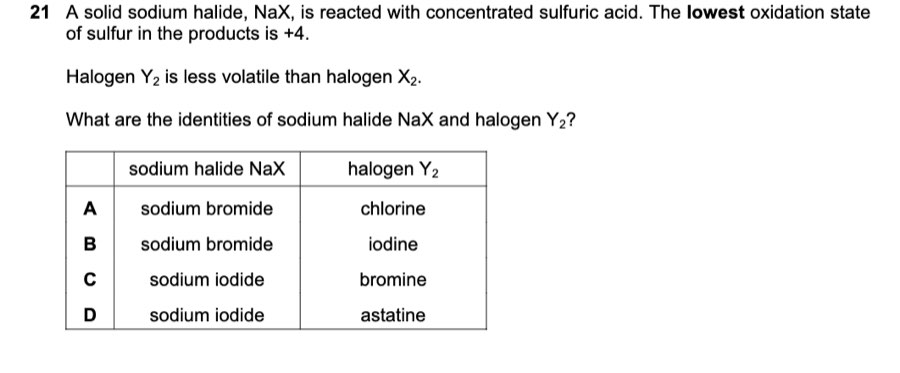 21 A solid sodium halide, NaX, is reacted with concentrated sulfuric acid. The lowest oxidation state
of sulfur in the products is +4.
Halogen Y₂ is less volatile than halogen X₂.
What are the identities of sodium halide NaX and halogen Y₂?
sodium halide NaX halogen Y₂
A sodium bromide chlorine
B sodium bromide iodine
C sodium iodide bromine
D sodium iodide astatine